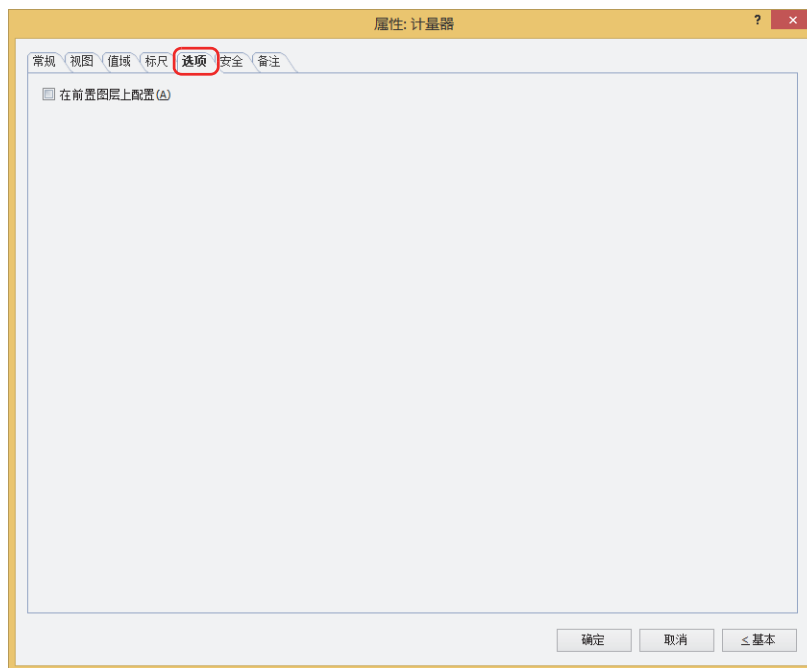 属性: 计量器
? ×
常规 视图 值域 标尺 选项 安全 备注
在前置图层上配置(A)
确定 取消 < 基本